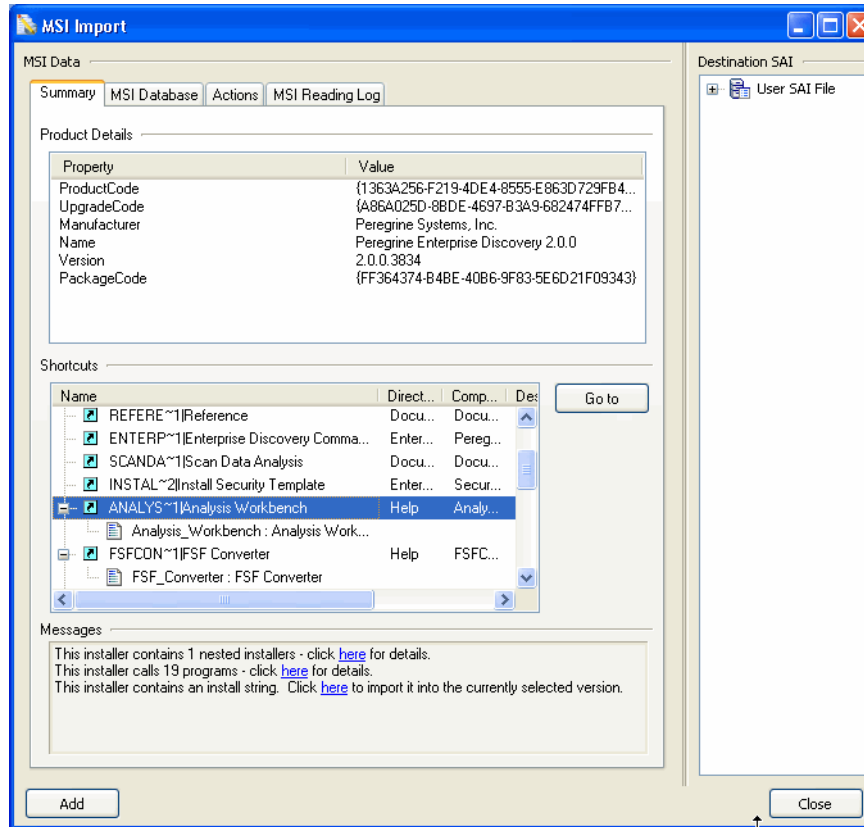 MSI Import
MSI Data
Summary MSI Database Actions MSI Reading Log
Product Details
Property Value
ProductCode {1363A256-F219-4DE4-8555-E863D729FB4...
UpgradeCode {A86A025D-8BDE-4697-B3A9-682474FFB7...
Manufacturer Peregrine Systems, Inc.
Name Peregrine Enterprise Discovery 2.0.0
Version 2.0.0.3834
PackageCode {FF364374-B4BE-40B6-9F83-5E6D21F09343}
Shortcuts
Name Direct... Comp... Des
Go to
REFERE~1|Reference Docu... Docu...
ENTERP~1|Enterprise Discovery Comma... Enter... Pereg...
SCANDA~1|Scan Data Analysis Docu... Docu...
INSTAL~2|Install Security Template Enter... Secur...
ANALYS~1|Analysis Workbench Help Analy...
Analysis_Workbench : Analysis Work...
FSFCON~1|FSF Converter Help FSFC...
FSF_Converter : FSF Converter
Messages
This installer contains 1 nested installers - click here for details.
This installer calls 19 programs - click here for details.
This installer contains an install string. Click here to import it into the currently selected version.
Add
Destination SAI
User SAI File
Close